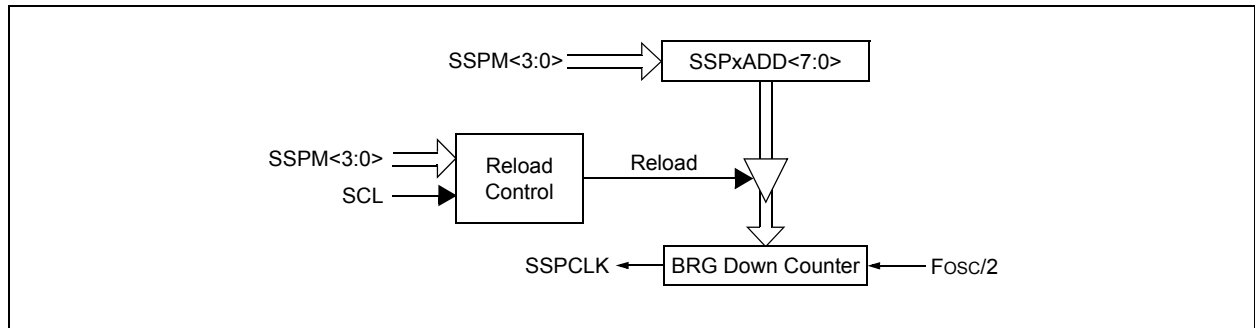 SSPM<3:0>
SSPxADD<7:0>
SSPM<3:0>
SCL
Reload
Control
Reload
SSPCLK
BRG Down Counter
FOSC/2